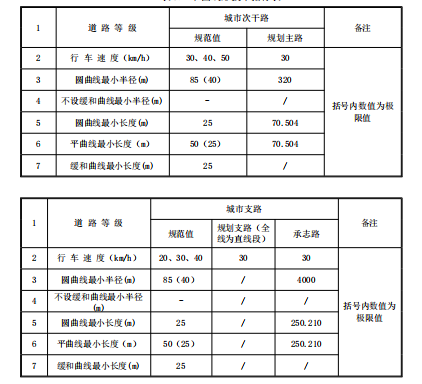 1 道 路 等 级 城市次干路 备注
规范值 规划主路
2 行 车 速 度（km/h） 30、40、50 30 括号内数值为极限值
3 圆曲线最小半径(m) 85（40） 320
4 不设缓和曲线最小半径(m) - /
5 圆曲线最小长度(m) 25 70.504
6 平曲线最小长度（m） 50（25） 70.504
7 缓和曲线最小长度(m) 25 /
1 道 路 等 级 城市支路 备注
规范值 规划支路（全线为直线段） 承志路
2 行 车 速 度（km/h） 20、30、40 30 30 括号内数值为极限值
3 圆曲线最小半径(m) 85（40） / 4000
4 不设缓和曲线最小半径(m) - / /
5 圆曲线最小长度(m) 25 / 250.210
6 平曲线最小长度（m） 50（25） / 250.210
7 缓和曲线最小长度(m) 25 / /